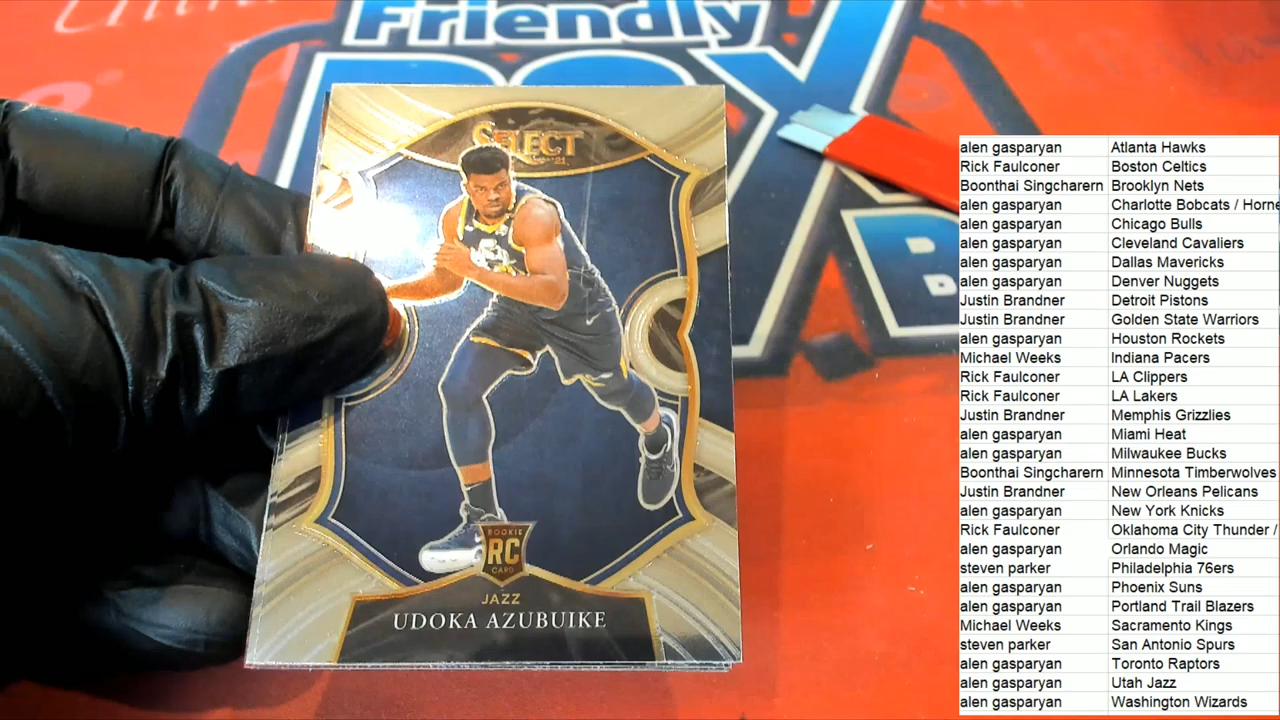 Friendly
BOX
B
SELECT
ROOKIE
RC
CARD
JAZZ
UDOKA AZUBUIKE
alen gasparyan Atlanta Hawks
Rick Faulconer Boston Celtics
Boonthai Singcharern Brooklyn Nets
alen gasparyan Charlotte Bobcats / Horne
alen gasparyan Chicago Bulls
alen gasparyan Cleveland Cavaliers
alen gasparyan Dallas Mavericks
alen gasparyan Denver Nuggets
Justin Brandner Detroit Pistons
Justin Brandner Golden State Warriors
alen gasparyan Houston Rockets
Michael Weeks Indiana Pacers
Rick Faulconer LA Clippers
Rick Faulconer LA Lakers
Justin Brandner Memphis Grizzlies
alen gasparyan Miami Heat
alen gasparyan Milwaukee Bucks
Boonthai Singcharern Minnesota Timberwolves
Justin Brandner New Orleans Pelicans
alen gasparyan New York Knicks
Rick Faulconer Oklahoma City Thunder /
alen gasparyan Orlando Magic
steven parker Philadelphia 76ers
alen gasparyan Phoenix Suns
alen gasparyan Portland Trail Blazers
Michael Weeks Sacramento Kings
steven parker San Antonio Spurs
alen gasparyan Toronto Raptors
alen gasparyan Utah Jazz
alen gasparyan Washington Wizards